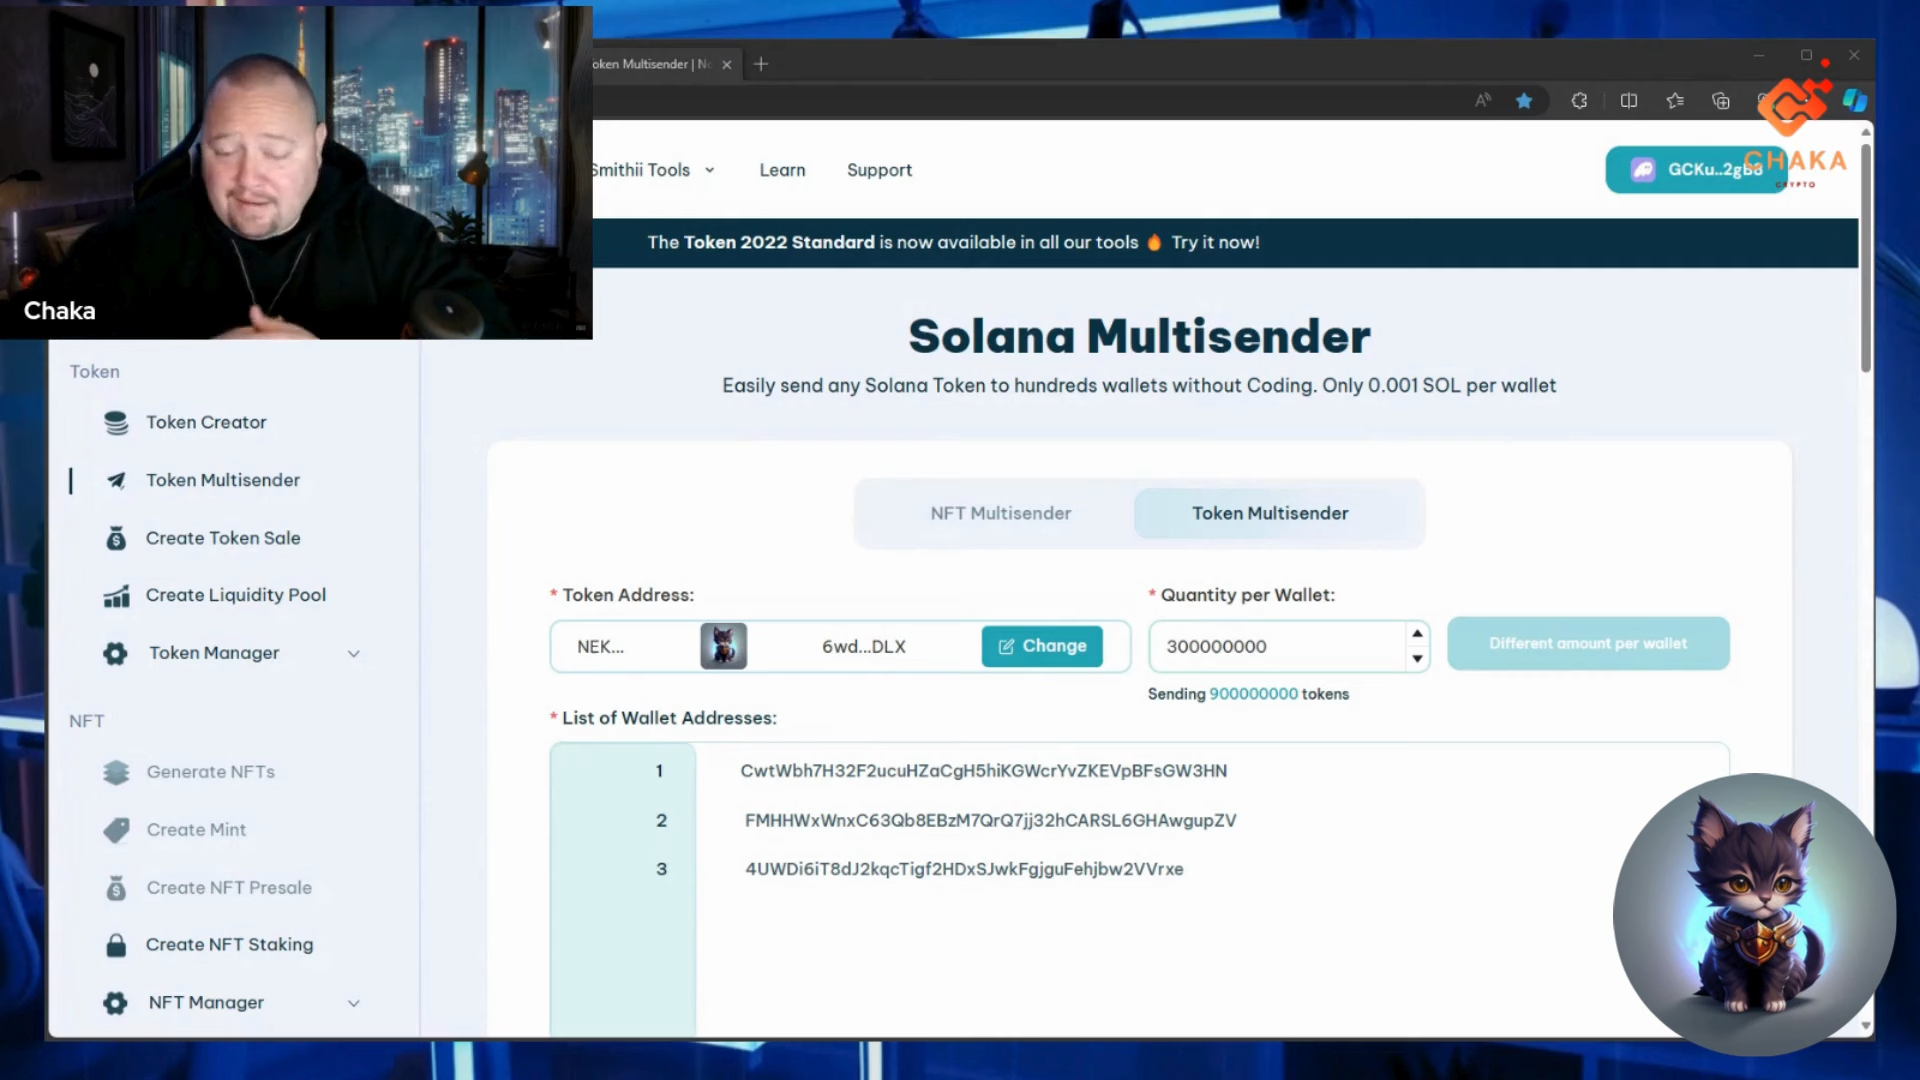 Chaka
oken Multisender | Nc
CHAKA
CRYPTO
Smithii Tools
Learn
Support
GCKu..2gb8
The Token 2022 Standard is now available in all our tools 🔥 Try it now!
Solana Multisender
Easily send any Solana Token to hundreds wallets without Coding. Only 0.001 SOL per wallet
Token
Token Creator
Token Multisender
Create Token Sale
Create Liquidity Pool
Token Manager
NFT
Generate NFTs
Create Mint
Create NFT Presale
Create NFT Staking
NFT Manager
NFT Multisender
Token Multisender
* Token Address:
NEK...
6wd...DLX
Change
* Quantity per Wallet:
300000000
Different amount per wallet
Sending 900000000 tokens
* List of Wallet Addresses:
1 CwtWbh7H32F2ucuHZaCgH5hiKGWcrYvZKEVpBFsGW3HN
2 FMHHWxWnxC63Qb8EBzM7QrQ7jj32hCARSL6GHAwgupZV
3 4UWDi6iT8dJ2kqcTigf2HDxSJwkFgjguFehjbw2VVrxe